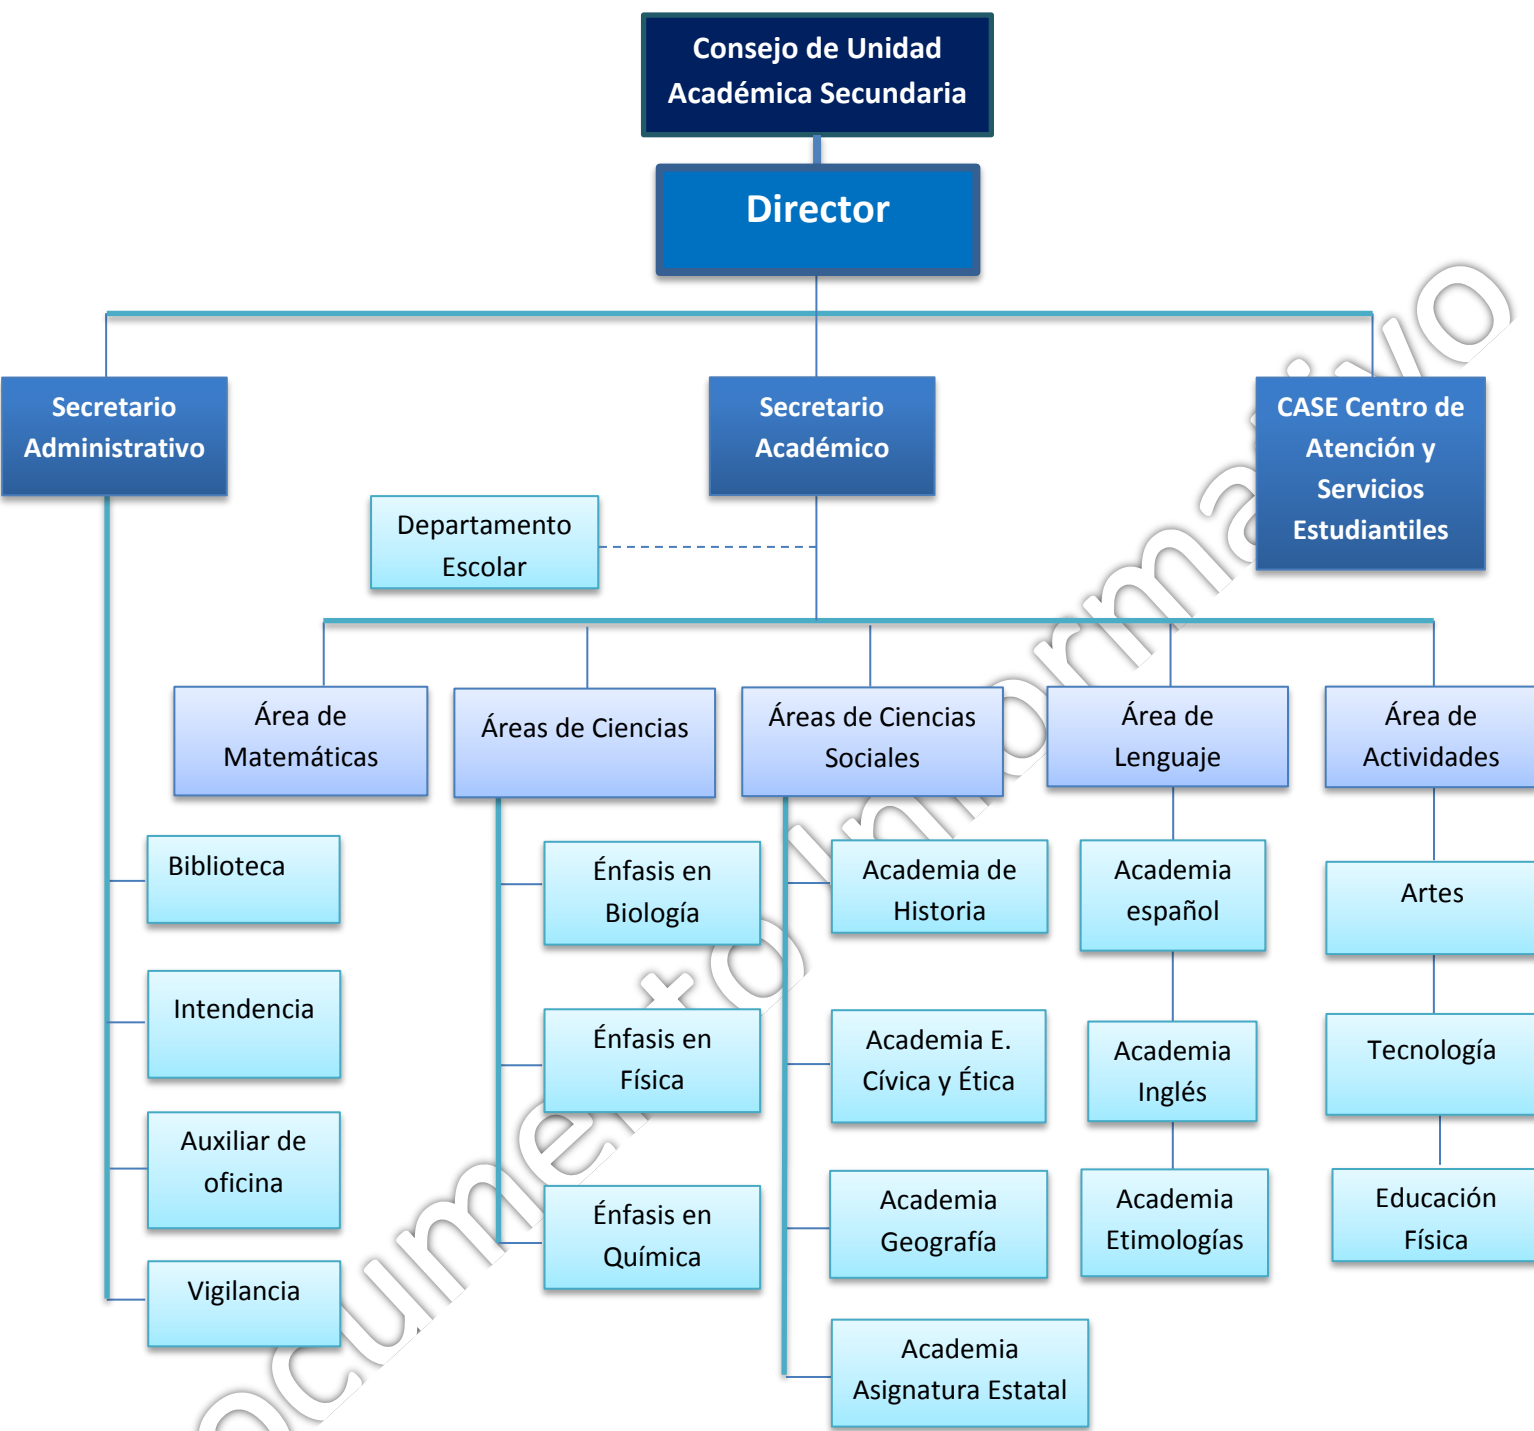 Consejo de Unidad
Académica Secundaria
Director
Secretario
Administrativo
Secretario
Académico
CASE Centro de
Atención y
Servicios
Estudiantiles
Departamento
Escolar
Área de
Matemáticas
Áreas de Ciencias
Áreas de Ciencias
Sociales
Área de
Lenguaje
Área de
Actividades
Biblioteca
Intendencia
Auxiliar de
oficina
Vigilancia
Énfasis en
Biología
Énfasis en
Física
Énfasis en
Química
Academia de
Historia
Academia E.
Cívica y Ética
Academia
Geografía
Academia
Asignatura Estatal
Academia
español
Academia
Inglés
Academia
Etimologías
Artes
Tecnología
Educación
Física